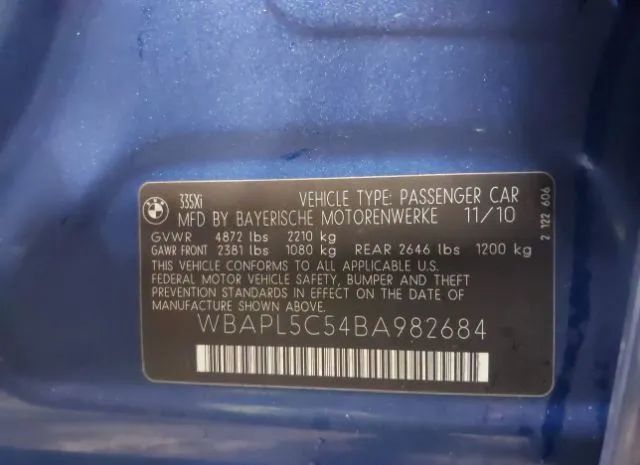 BMW
335Xi VEHICLE TYPE: PASSENGER CAR
MFD BY BAYERISCHE MOTORENWERKE 11/10
GVWR 4872 lbs 2210 kg
GAWR FRONT 2381 lbs 1080 kg REAR 2646 lbs 1200 kg
THIS VEHICLE CONFORMS TO ALL APPLICABLE U.S.
FEDERAL MOTOR VEHICLE SAFETY, BUMPER AND THEFT
PREVENTION STANDARDS IN EFFECT ON THE DATE OF
MANUFACTURE SHOWN ABOVE.
WBAPL5C54BA982684
2 122 606